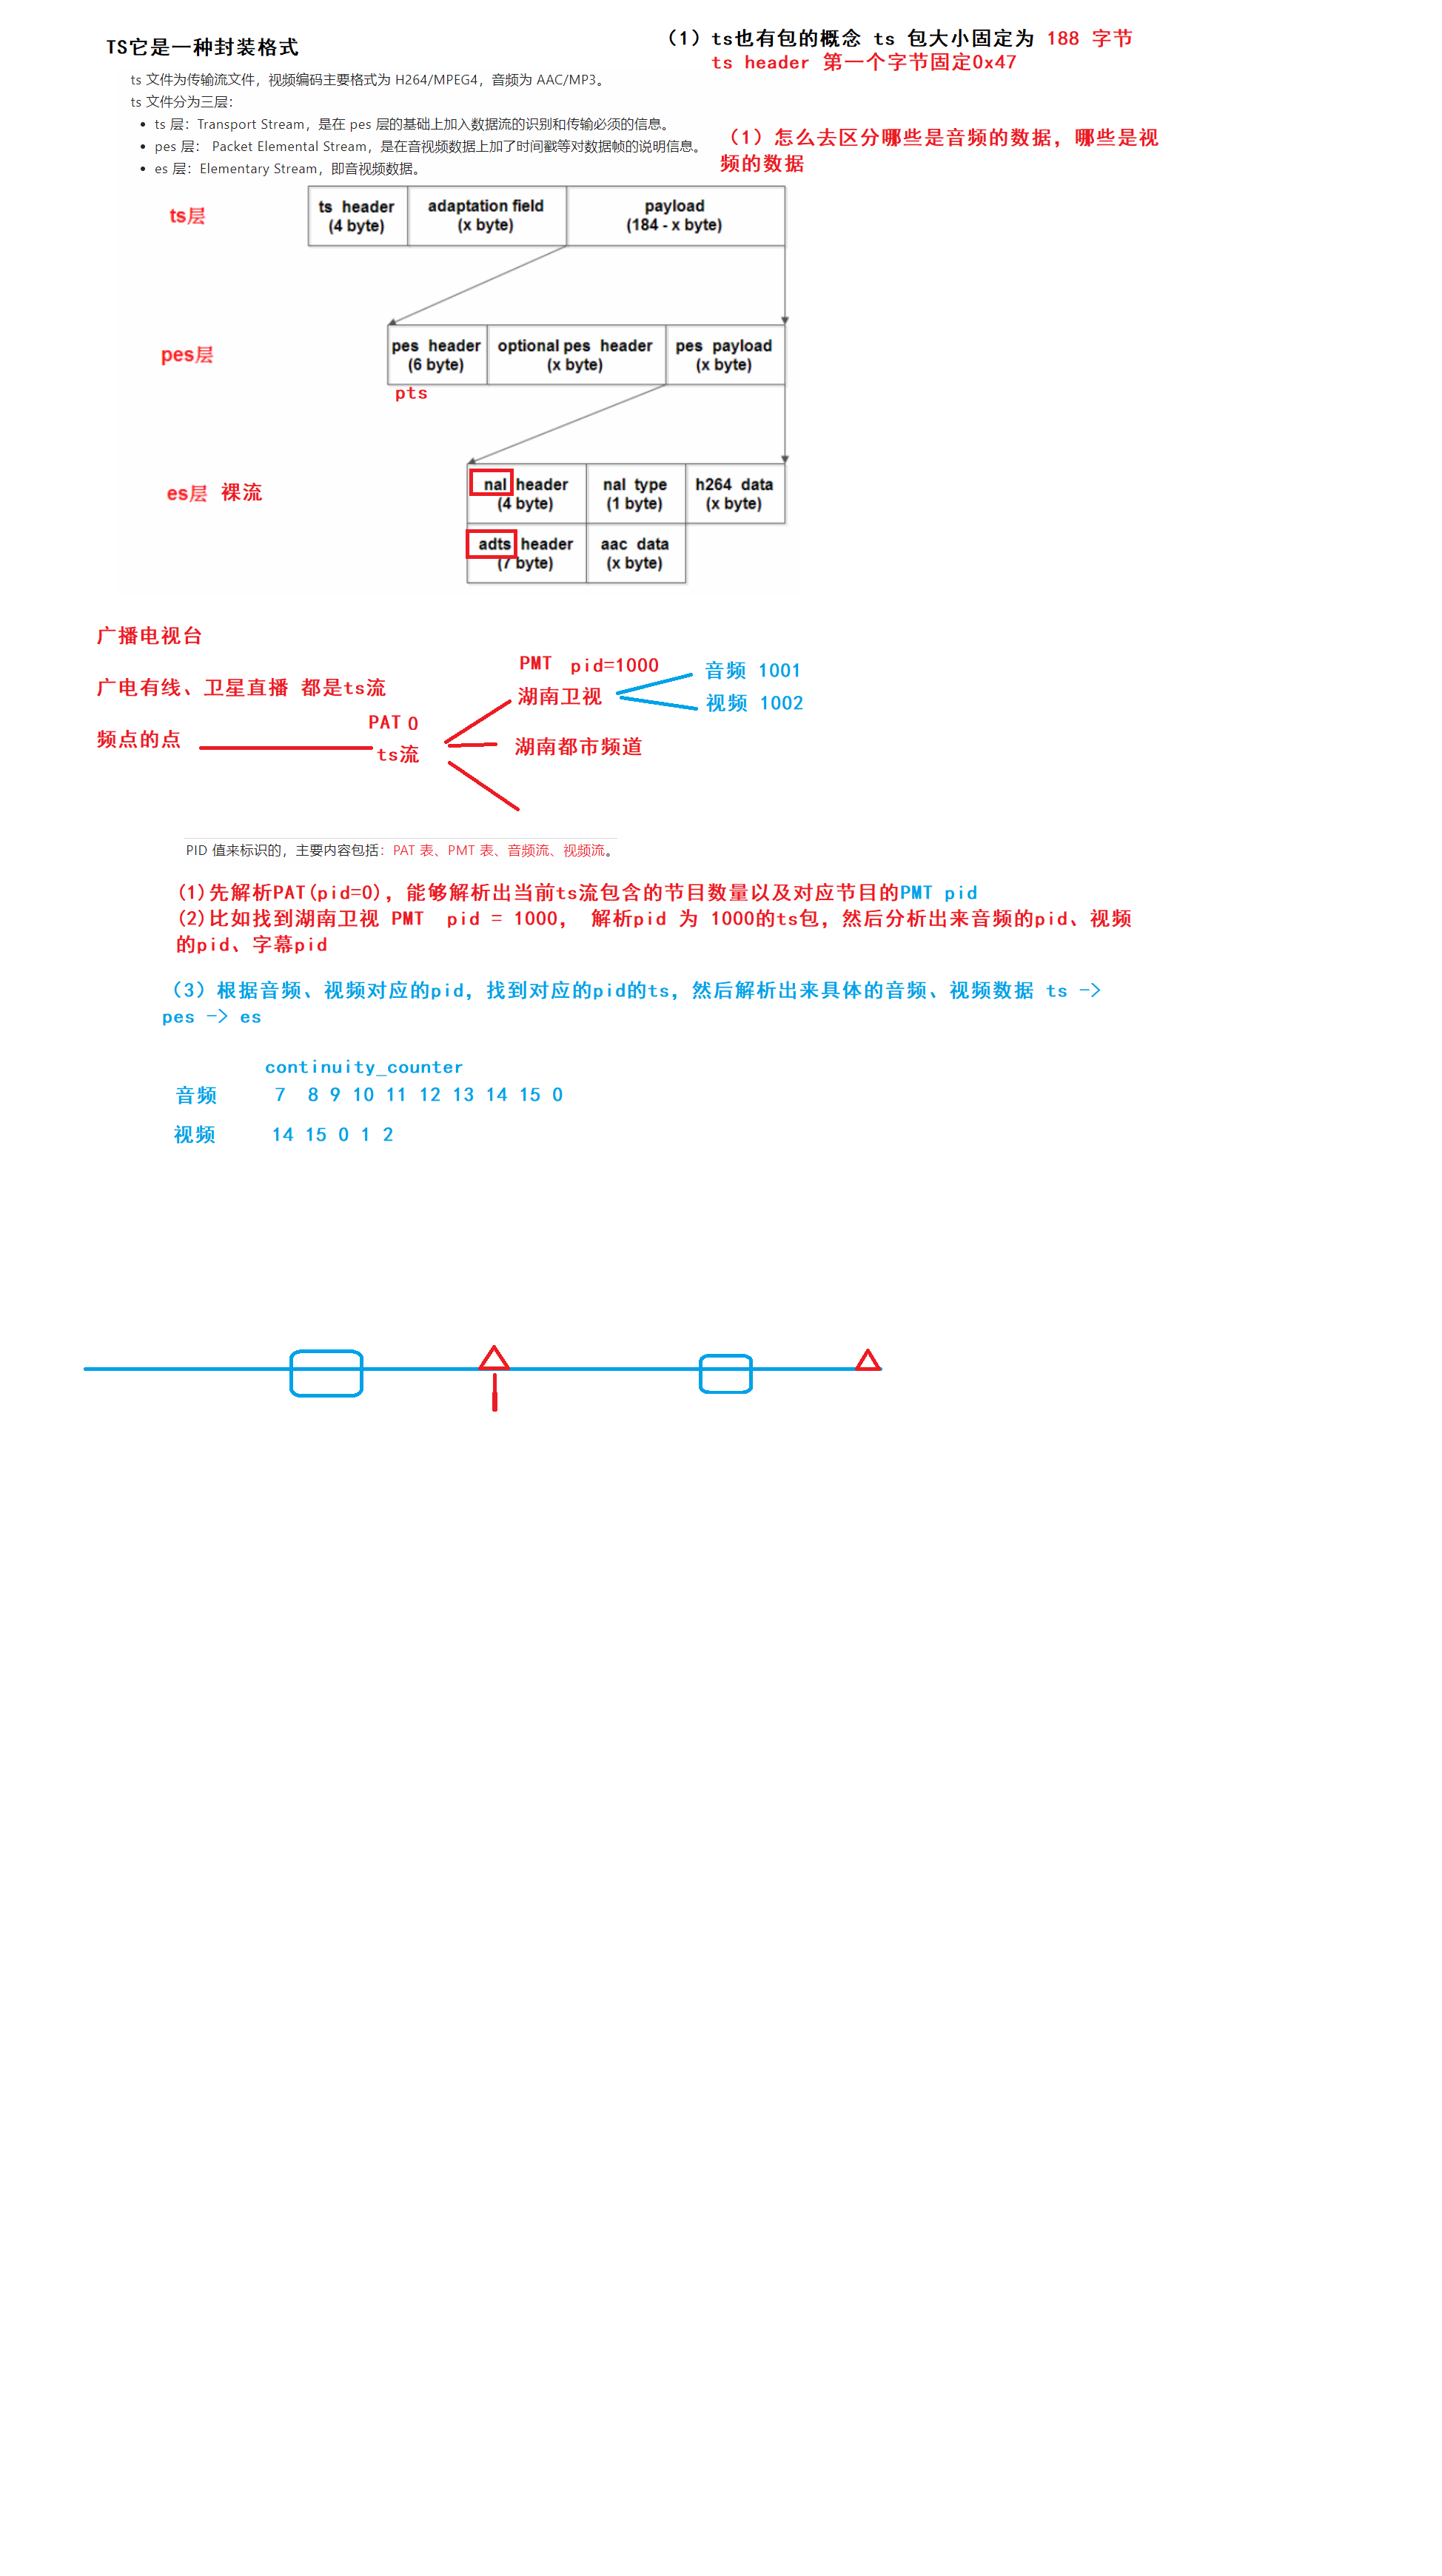 TS它是一种封装格式
（1）ts也有包的概念 ts 包大小固定为 188 字节
ts header 第一个字节固定0x47
ts 文件为传输流文件，视频编码主要格式为 H264/MPEG4，音频为 AAC/MP3。
ts 文件分为三层：
• ts 层：Transport Stream，是在 pes 层的基础上加入数据流的识别和传输必须的信息。
• pes 层： Packet Elemental Stream，是在音视频数据上加了时间戳等对数据帧的说明信息。
• es 层：Elementary Stream，即音视频数据。
（1）怎么去区分哪些是音频的数据，哪些是视
频的数据
ts层
ts header
(4 byte)
adaptation field
(x byte)
payload
(184 - x byte)
pes层
pes header
(6 byte)
optional pes header
(x byte)
pes payload
(x byte)
pts
es层 裸流
nal header
(4 byte)
nal type
(1 byte)
h264 data
(x byte)
adts header
(7 byte)
aac data
(x byte)
广播电视台
广电有线、卫星直播 都是ts流
频点的点
PAT 0
ts流
PMT pid=1000
湖南卫视
音频 1001
视频 1002
湖南都市频道
PID 值来标识的，主要内容包括：PAT 表、PMT 表、音频流、视频流。
(1)先解析PAT(pid=0)，能够解析出当前ts流包含的节目数量以及对应节目的PMT pid
(2)比如找到湖南卫视 PMT pid = 1000， 解析pid 为 1000的ts包，然后分析出来音频的pid、视频
的pid、字幕pid
（3）根据音频、视频对应的pid，找到对应的pid的ts，然后解析出来具体的音频、视频数据 ts ->
pes -> es
continuity_counter
音频 7 8 9 10 11 12 13 14 15 0
视频 14 15 0 1 2